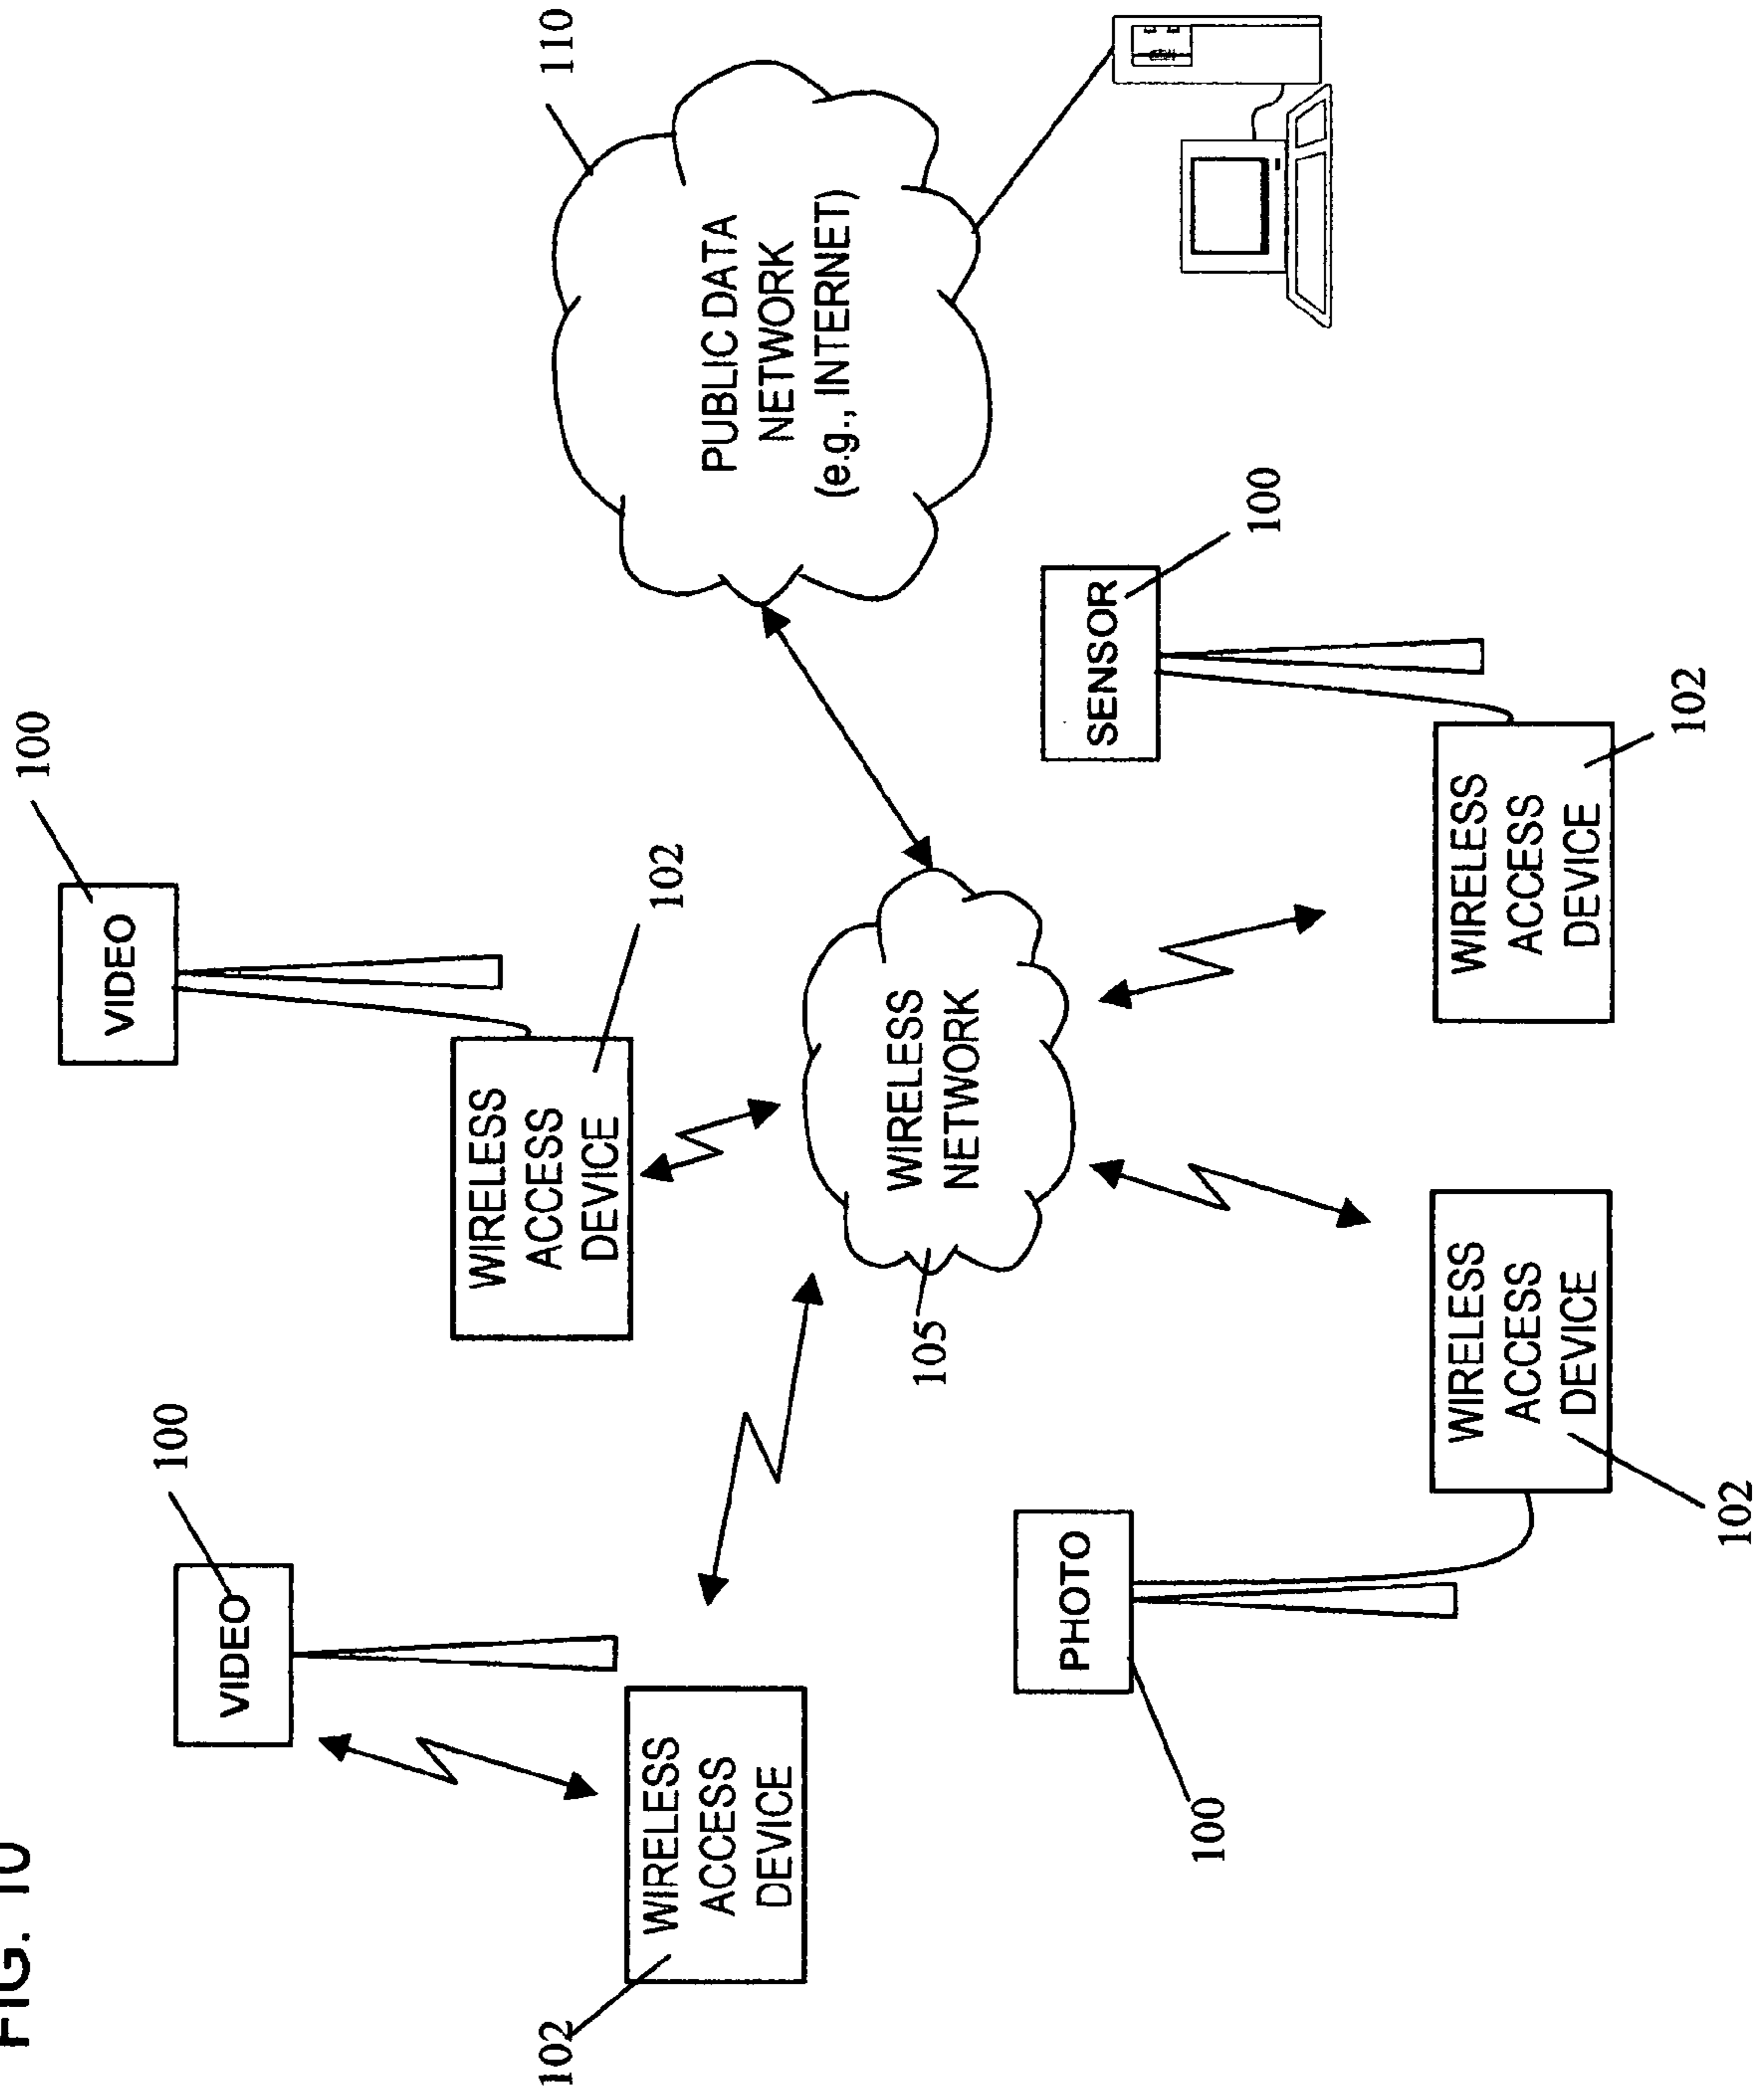 FIG. 10
100
VIDEO
100
VIDEO
WIRELESS
ACCESS
DEVICE
102
102
110
WIRELESS
ACCESS
DEVICE
102
PUBLIC DATA
NETWORK
(e.g., INTERNET)
WIRELESS
NETWORK
105
PHOTO
100
SENSOR
100
WIRELESS
ACCESS
DEVICE
102
WIRELESS
ACCESS
DEVICE
102